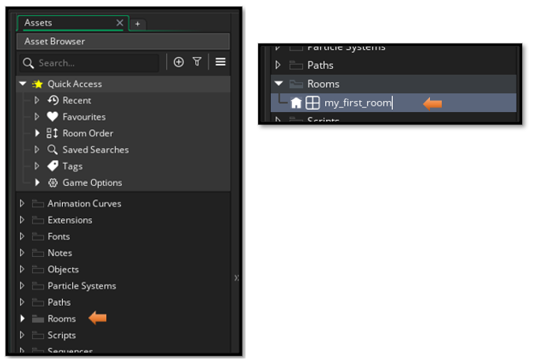 Assets
Asset Browser
Search...
Quick Access
Recent
Favourites
Room Order
Saved Searches
Tags
Game Options
Animation Curves
Extensions
Fonts
Notes
Objects
Particle Systems
Paths
Rooms
Scripts
Sequences
Particle Systems
Paths
Rooms
my_first_room
Scripts